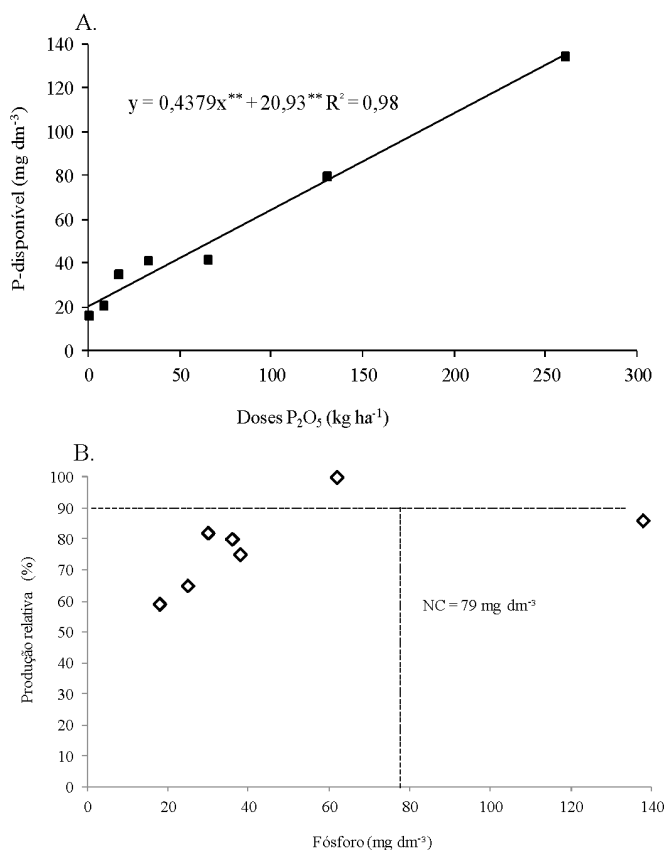 A.
140
120
100
80
60
40
20
0
P-disponível (mg dm⁻³)
y = 0,4379x** + 20,93** R² = 0,98
0 50 100 150 200 250 300
Doses P₂O₅ (kg ha⁻¹)
B.
100
90
80
70
60
50
40
30
20
10
0
Produção relativa (%)
NC = 79 mg dm⁻³
0 20 40 60 80 100 120 140
Fósforo (mg dm⁻³)